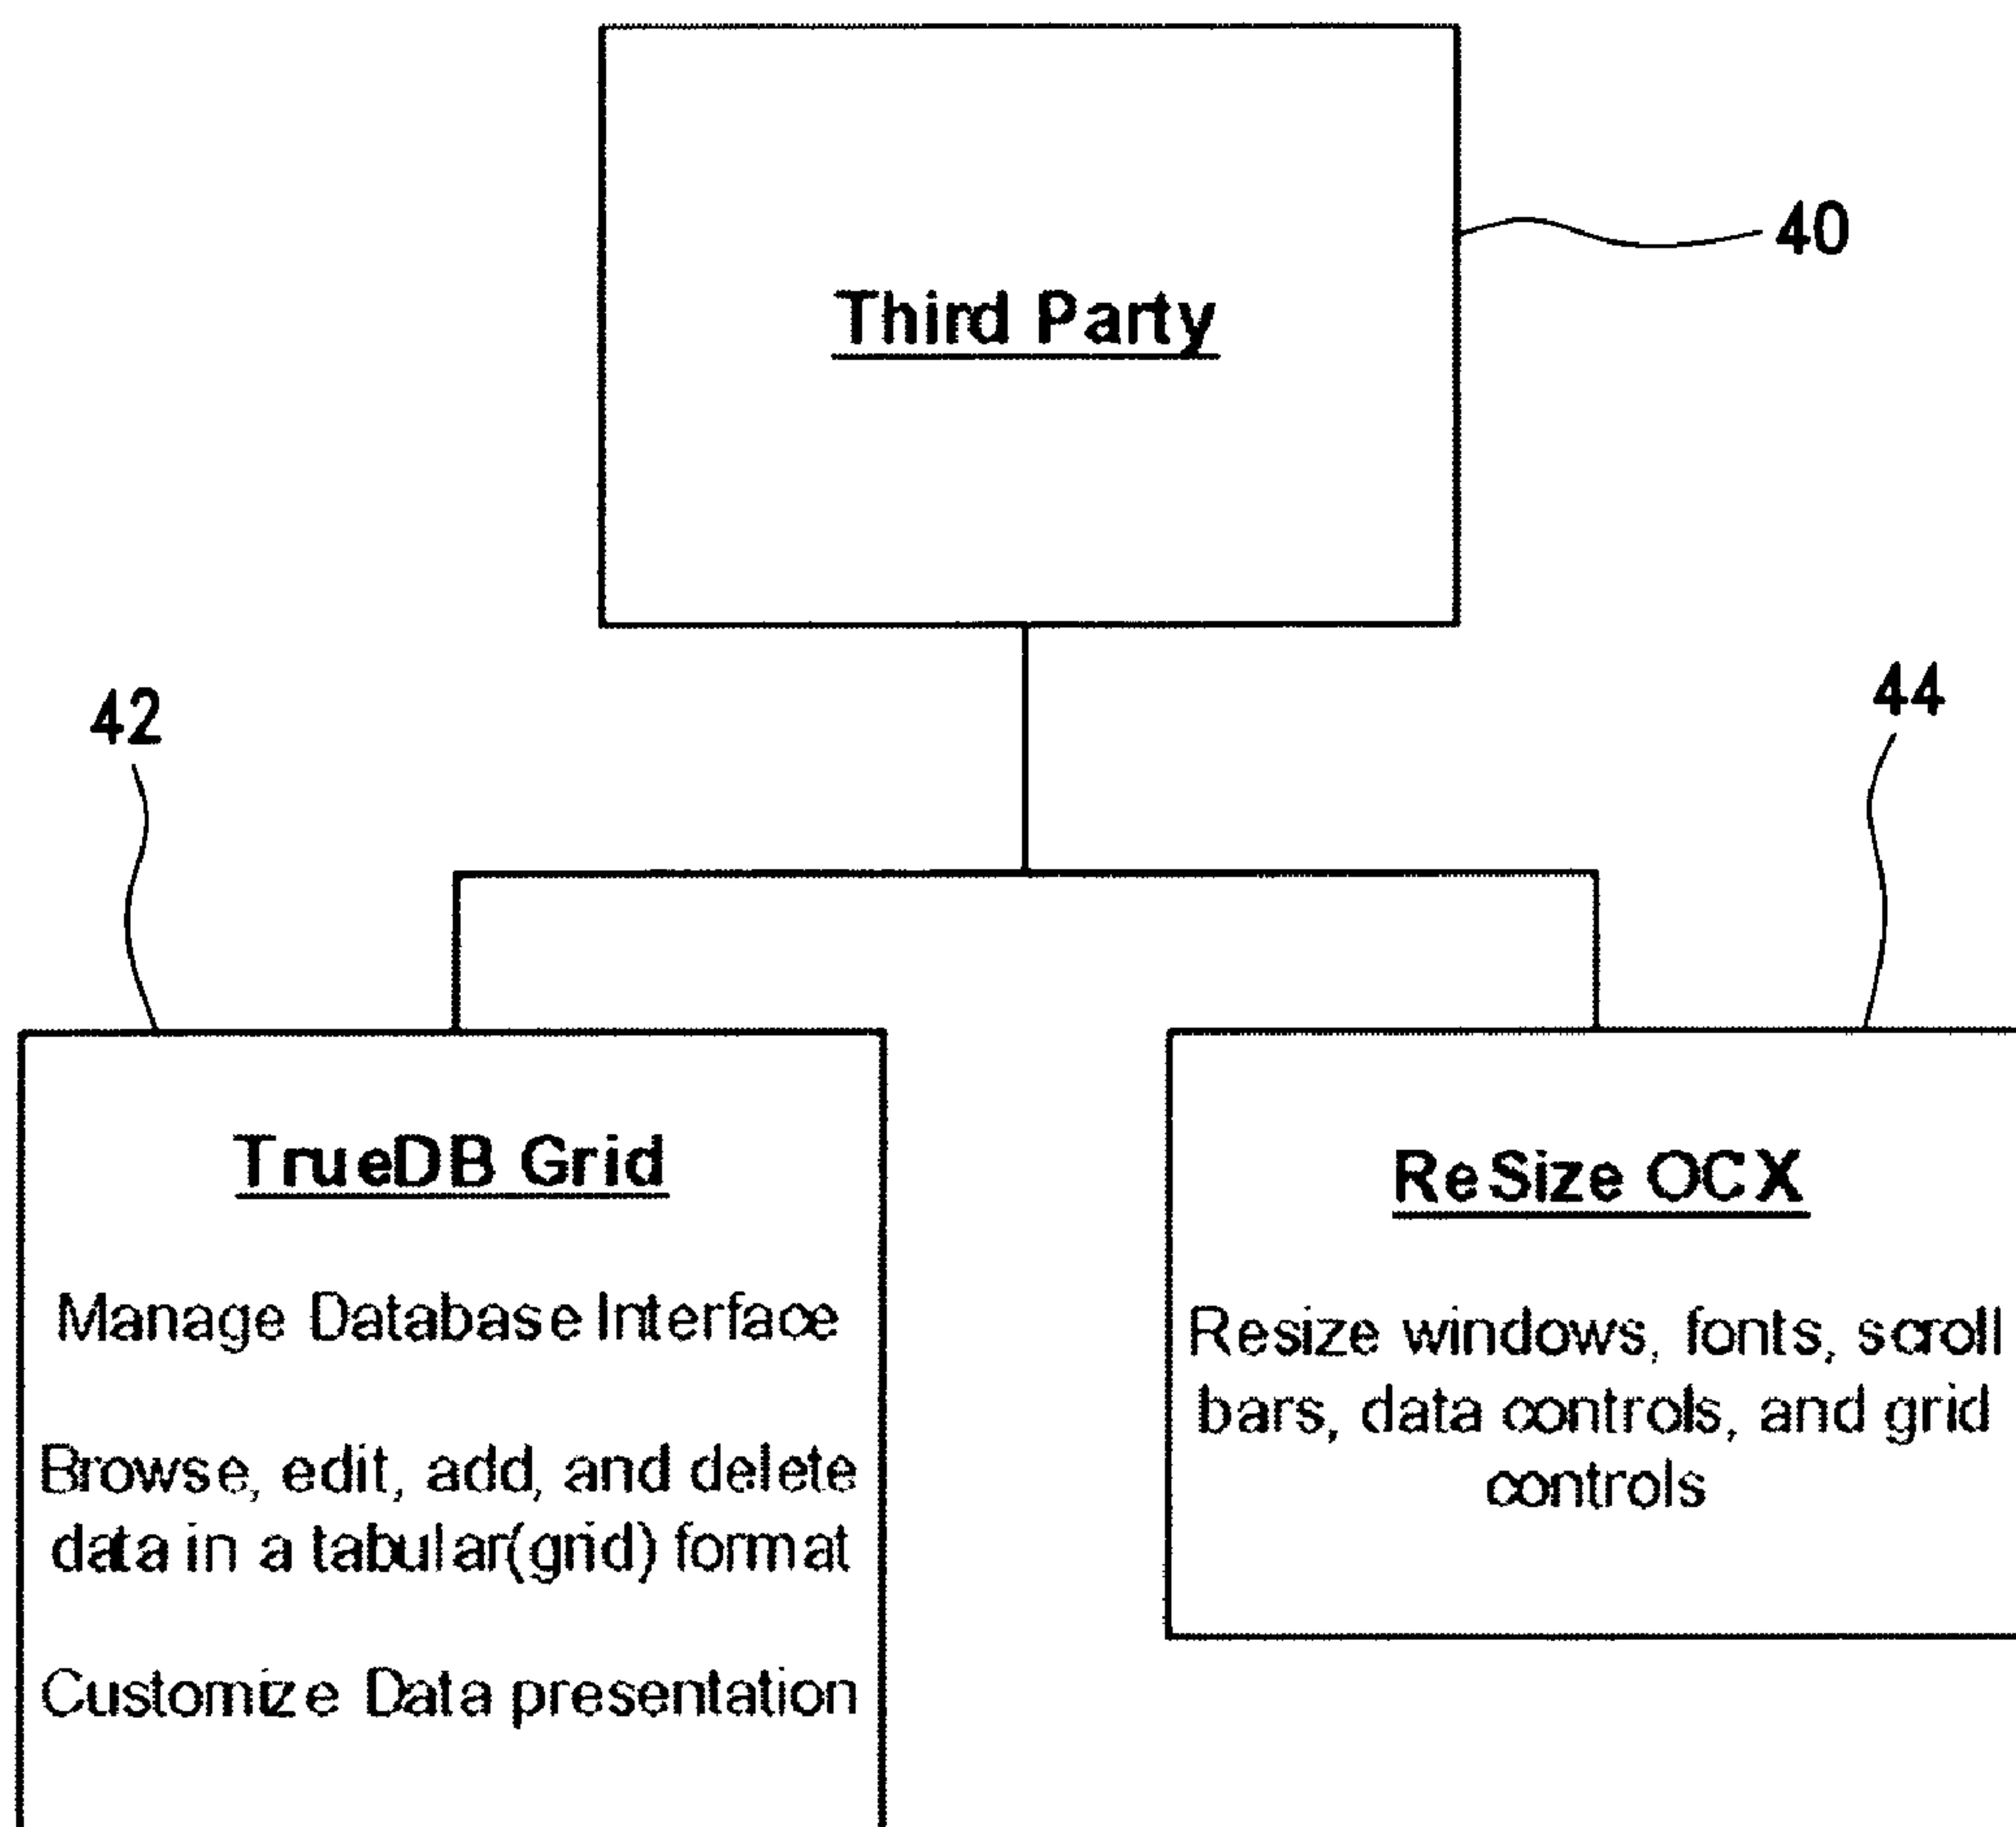 Third Party
40
42
44
TrueDB Grid
Manage Database Interface
Browse, edit, add, and delete
data in a tabular(grid) format
Customize Data presentation
ReSize OCX
Resize windows, fonts, scroll
bars, data controls, and grid
controls